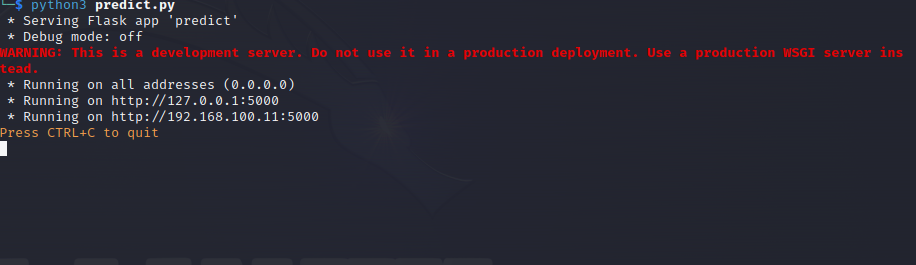 └─$ python3 predict.py
 * Serving Flask app 'predict'
 * Debug mode: off
WARNING: This is a development server. Do not use it in a production deployment. Use a production WSGI server ins
tead.
 * Running on all addresses (0.0.0.0)
 * Running on http://127.0.0.1:5000
 * Running on http://192.168.100.11:5000
Press CTRL+C to quit